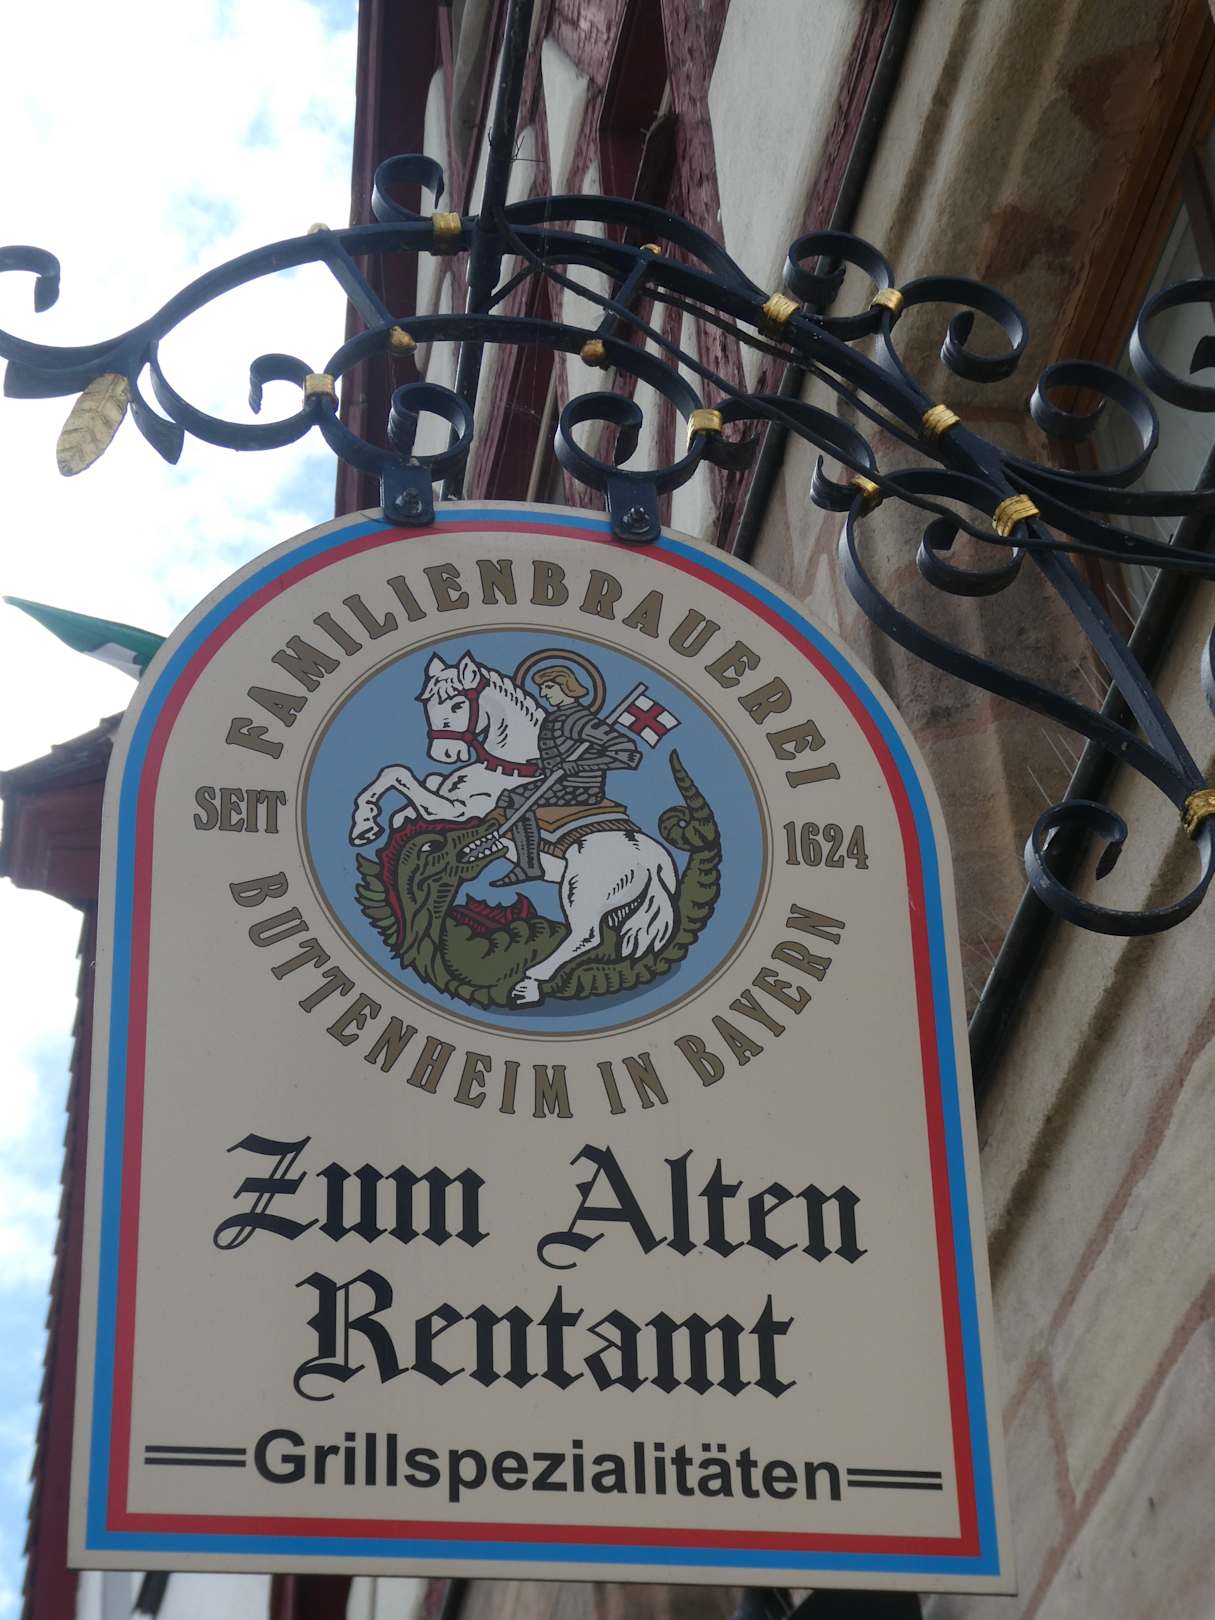 FAMILIENBRAUEREI
SEIT 1624
BUTTENHEIM IN BAYERN
Zum Alten
Rentamt
Grillspezialitäten